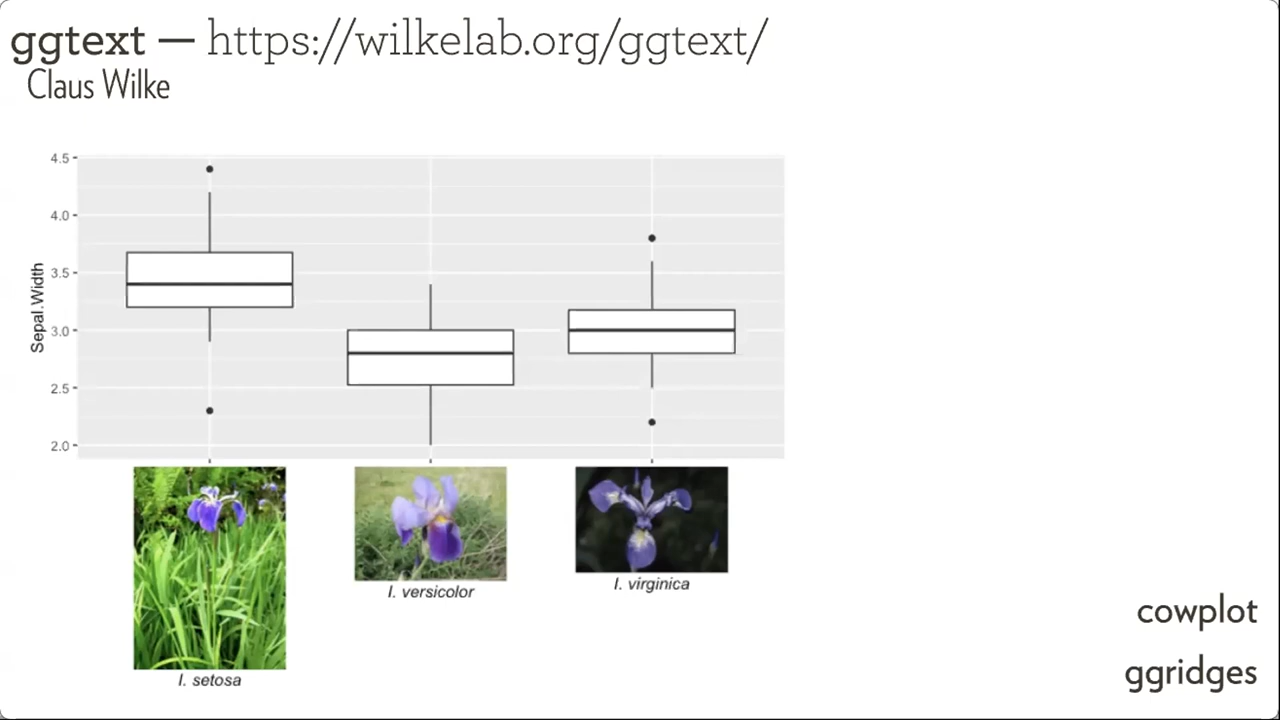 ggtext — https://wilkelab.org/ggtext/
Claus Wilke
4.5
4.0
3.5
3.0
2.5
2.0
Sepal.Width
I. setosa
I. versicolor
I. virginica
cowplot
ggridges